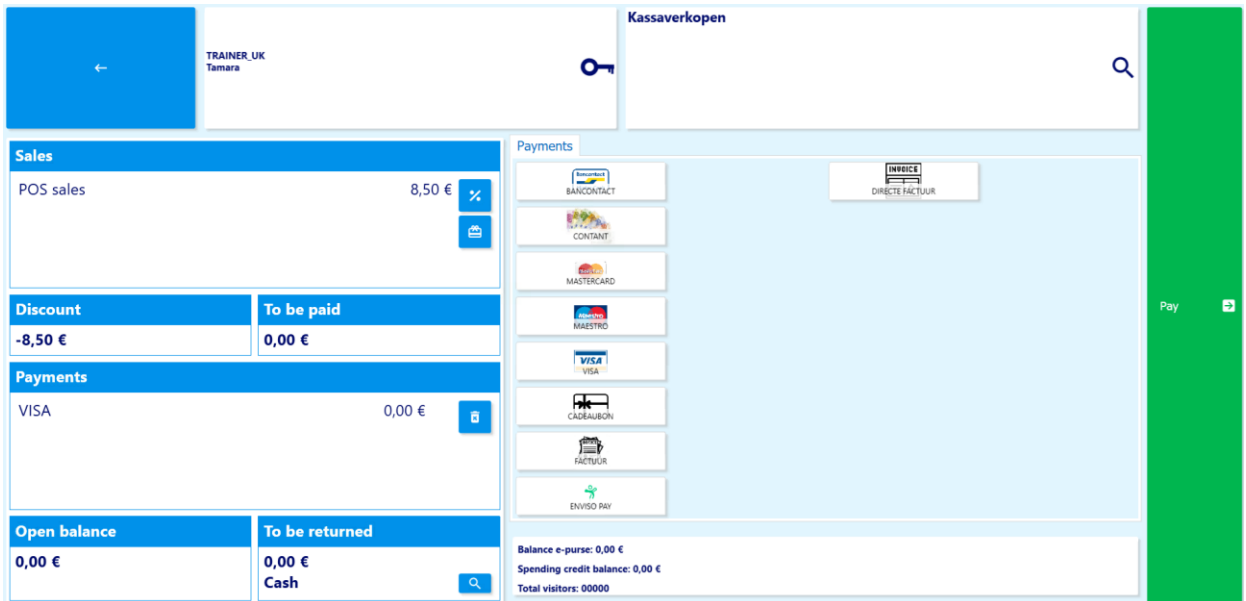 TRAINER_UK
Tamara
Kassaverkopen
Sales
POS sales 8,50 €
Discount
-8,50 €
To be paid
0,00 €
Payments
VISA 0,00 €
Open balance
0,00 €
To be returned
0,00 €
Cash
Payments
Bancontact
BANCONTACT
CONTANT
MASTERCARD
Maestro
MAESTRO
VISA
VISA
CADEAUBON
FACTUUR
ENVISO PAY
INVOICE
DIRECTE FACTUUR
Balance e-purse: 0,00 €
Spending credit balance: 0,00 €
Total visitors: 00000
Pay